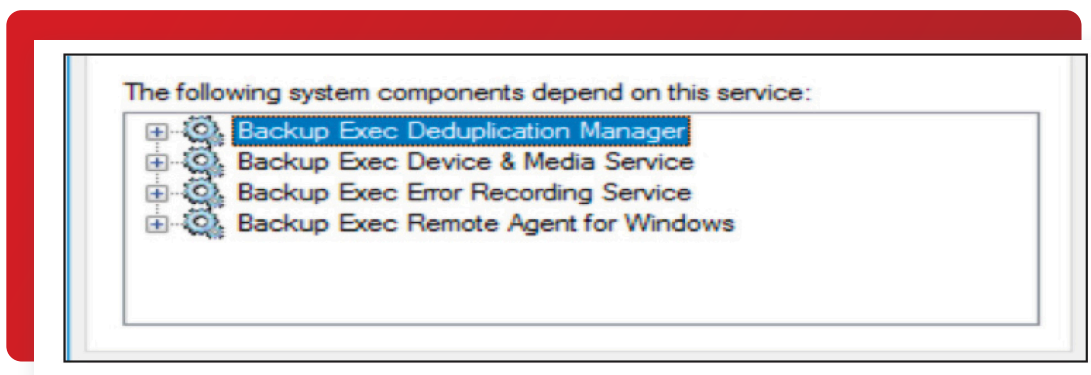 The following system components depend on this service:
Backup Exec Deduplication Manager
Backup Exec Device & Media Service
Backup Exec Error Recording Service
Backup Exec Remote Agent for Windows